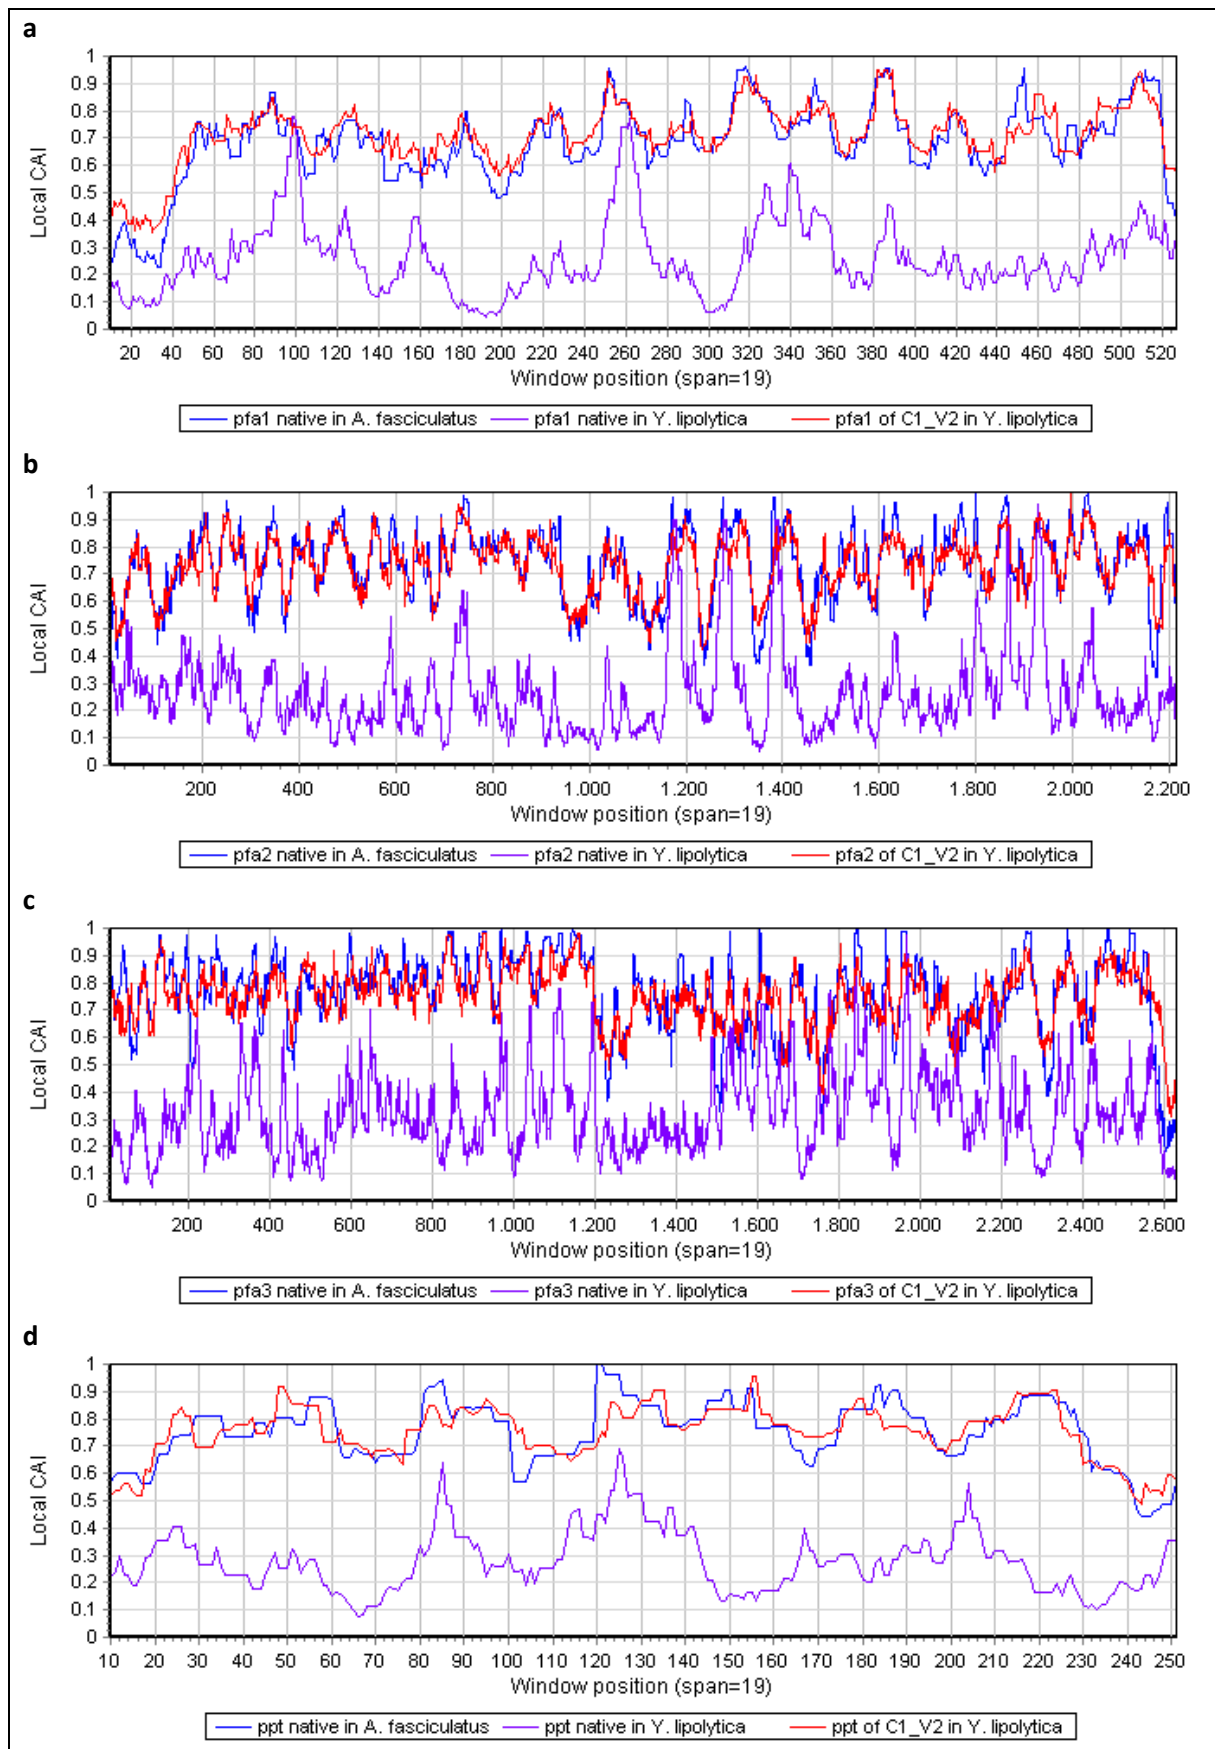 a
1
0.9
0.8
0.7
0.6
0.5
0.4
0.3
0.2
0.1
0
Local CAI
20 40 60 80 100 120 140 160 180 200 220 240 260 280 300 320 340 360 380 400 420 440 460 480 500 520
Window position (span=19)
pfa1 native in A. fasciculatus pfa1 native in Y. lipolytica pfa1 of C1_V2 in Y. lipolytica
b
1
0.9
0.8
0.7
0.6
0.5
0.4
0.3
0.2
0.1
0
Local CAI
200 400 600 800 1.000 1.200 1.400 1.600 1.800 2.000 2.200
Window position (span=19)
pfa2 native in A. fasciculatus pfa2 native in Y. lipolytica pfa2 of C1_V2 in Y. lipolytica
c
1
0.9
0.8
0.7
0.6
0.5
0.4
0.3
0.2
0.1
0
Local CAI
200 400 600 800 1.000 1.200 1.400 1.600 1.800 2.000 2.200 2.400 2.600
Window position (span=19)
pfa3 native in A. fasciculatus pfa3 native in Y. lipolytica pfa3 of C1_V2 in Y. lipolytica
d
1
0.9
0.8
0.7
0.6
0.5
0.4
0.3
0.2
0.1
0
Local CAI
10 20 30 40 50 60 70 80 90 100 110 120 130 140 150 160 170 180 190 200 210 220 230 240 250
Window position (span=19)
ppt native in A. fasciculatus ppt native in Y. lipolytica ppt of C1_V2 in Y. lipolytica